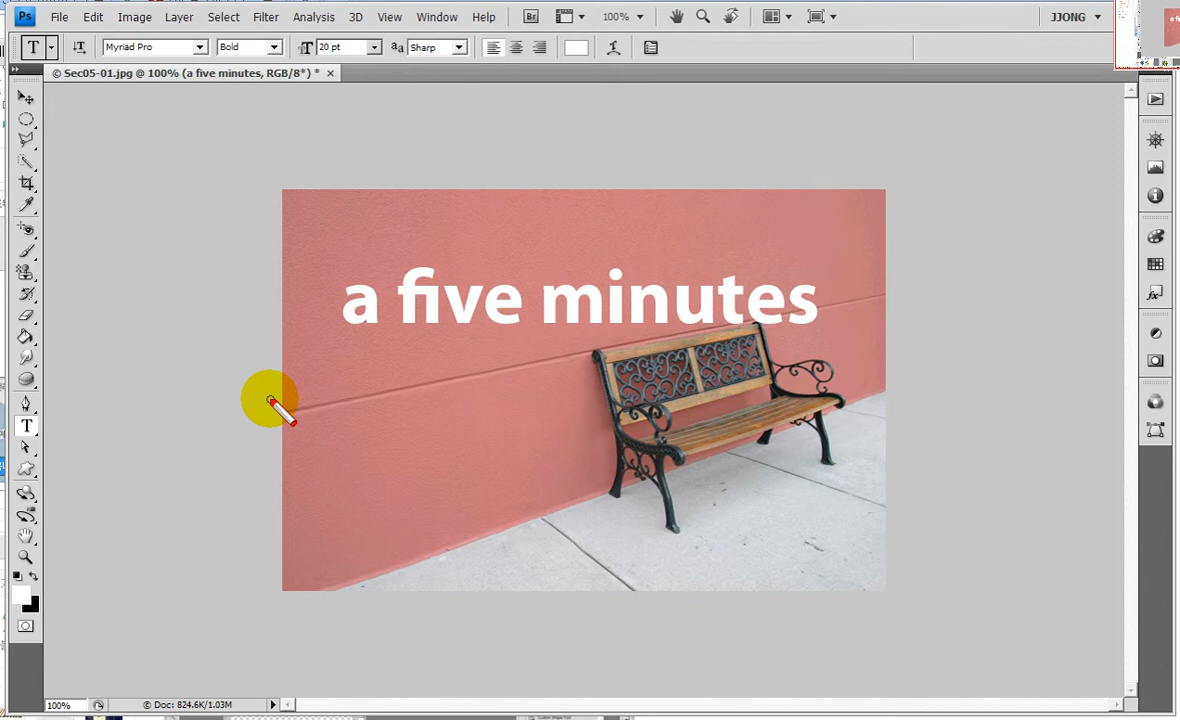 Ps File Edit Image Layer Select Filter Analysis 3D View Window Help Br 100% JJONG
T T Myriad Pro Bold T 20 pt aa Sharp
© Sec05-01.jpg @ 100% (a five minutes, RGB/8*) * ×
a five minutes
T
100% © Doc: 824.6K/1.03M